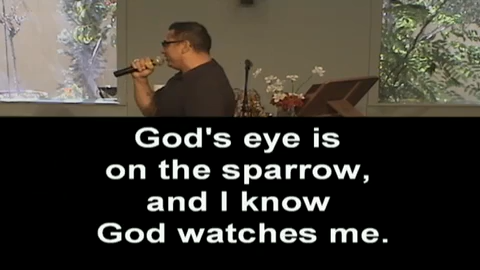 God's eye is
on the sparrow,
and I know
God watches me.